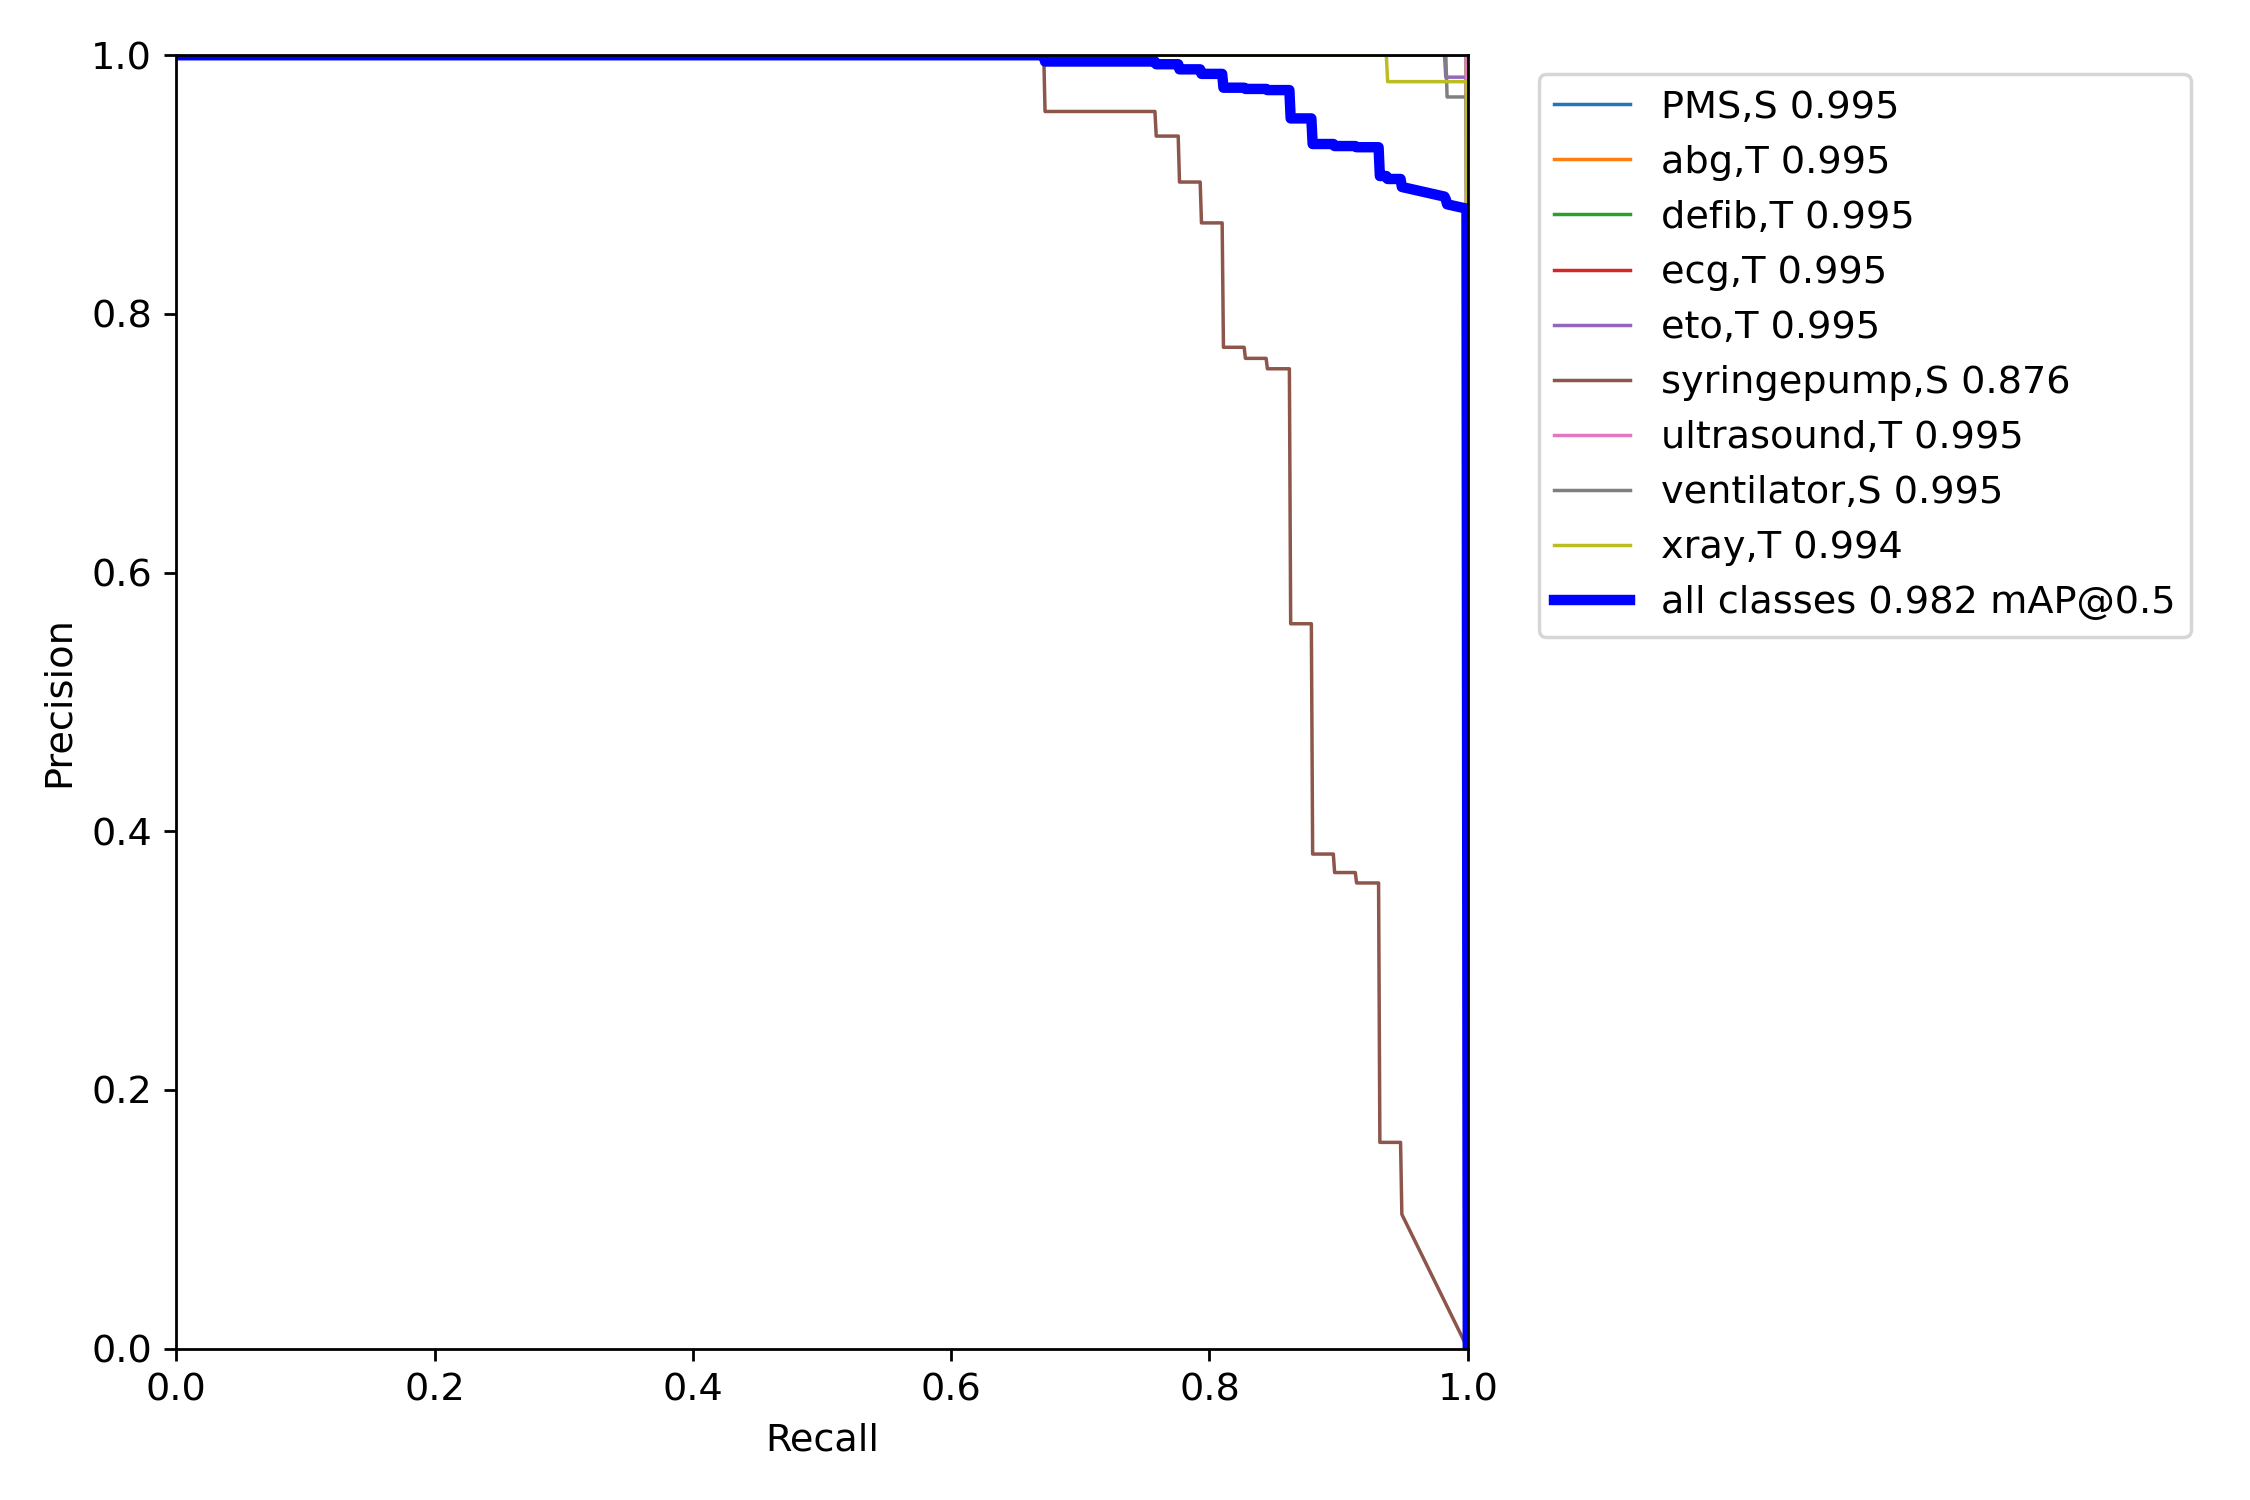 1.0
0.8
0.6
0.4
0.2
0.0
0.0 0.2 0.4 0.6 0.8 1.0
Precision
Recall
PMS,S 0.995
abg,T 0.995
defib,T 0.995
ecg,T 0.995
eto,T 0.995
syringepump,S 0.876
ultrasound,T 0.995
ventilator,S 0.995
xray,T 0.994
all classes 0.982 mAP@0.5